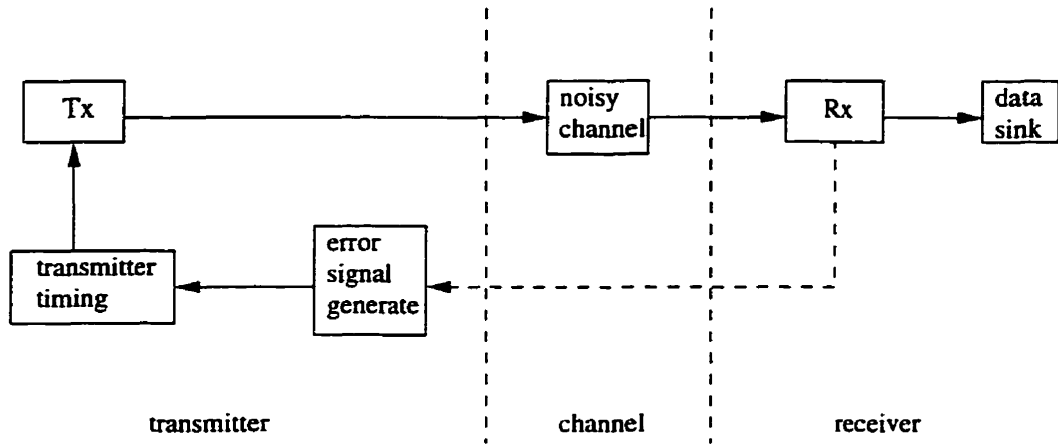 Tx
noisy
channel
Rx
data
sink
transmitter
timing
error
signal
generate
transmitter
channel
receiver